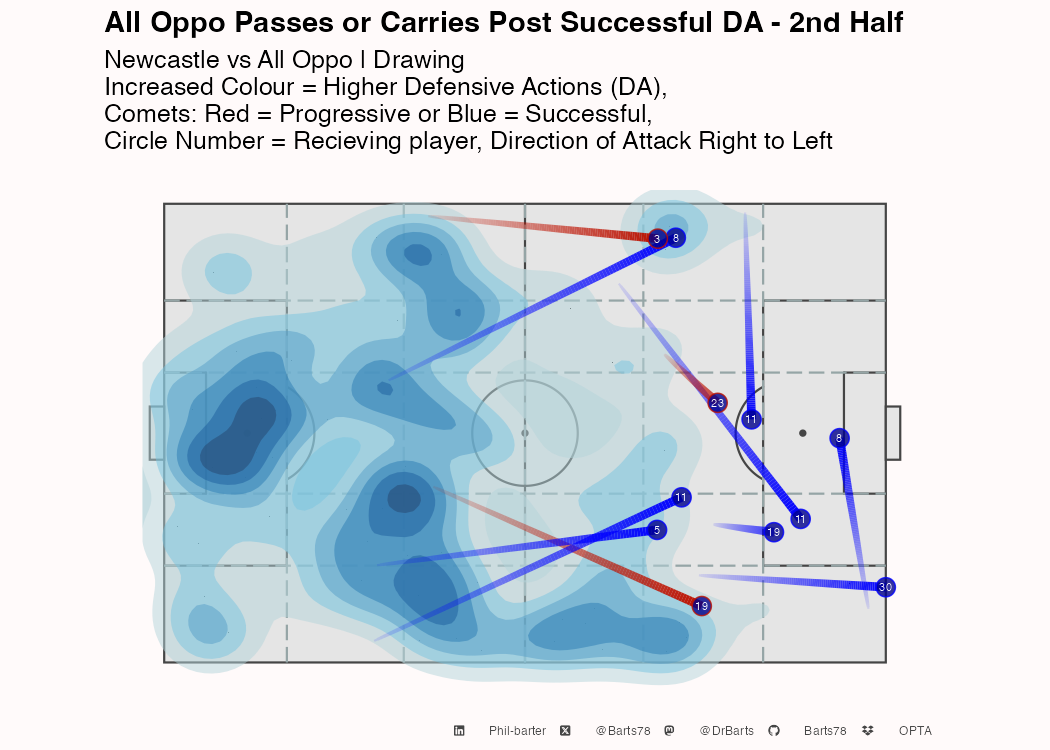 All Oppo Passes or Carries Post Successful DA - 2nd Half
Newcastle vs All Oppo | Drawing
Increased Colour = Higher Defensive Actions (DA),
Comets: Red = Progressive or Blue = Successful,
Circle Number = Recieving player, Direction of Attack Right to Left
3 8
23
11
8
11
11
5
19
30
19
Phil-barter @Barts78 @DrBarts Barts78 OPTA